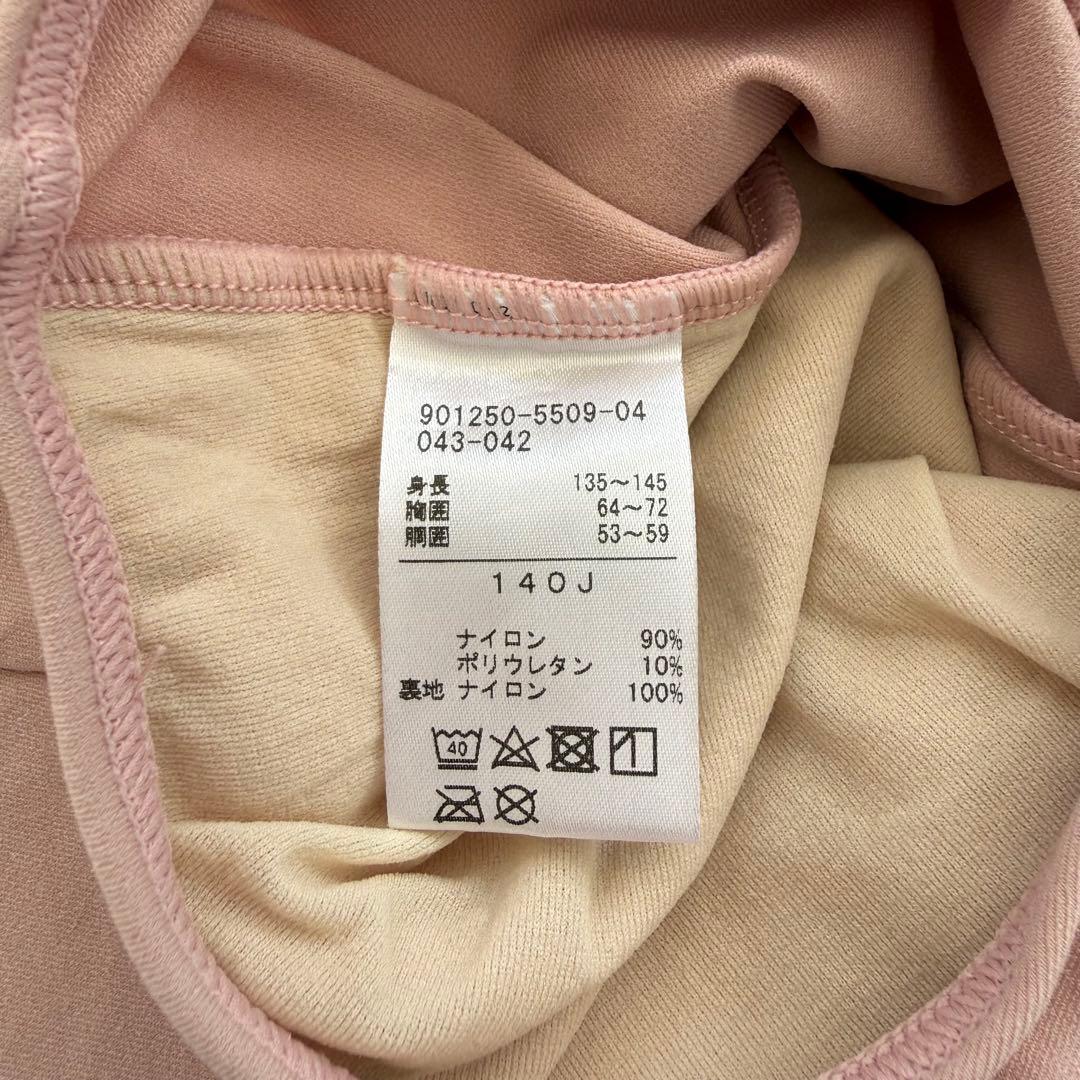 901250-5509-04
043-042
身長 135～145
胸囲 64～72
胴囲 53～59
140J
ナイロン 90%
ポリウレタン 10%
裏地 ナイロン 100%
40